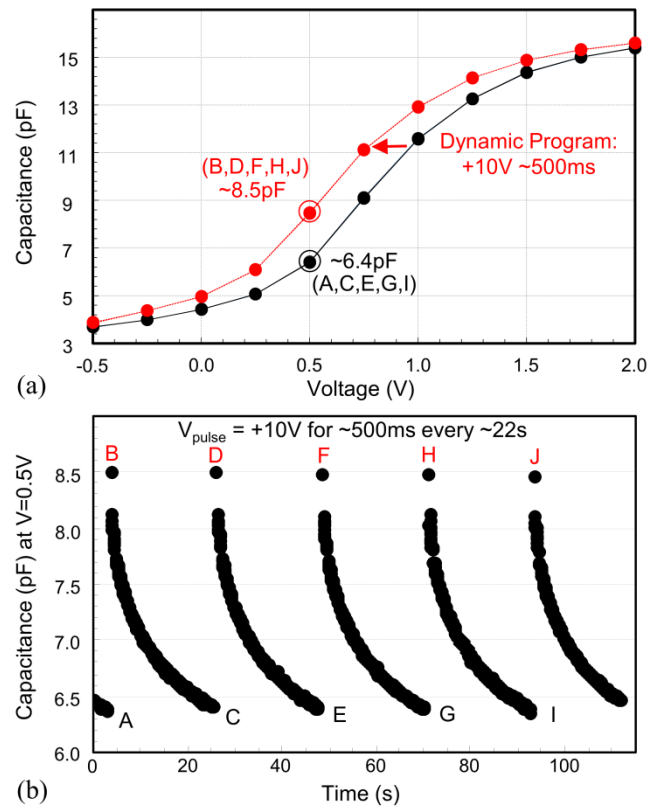 15
13
11
9
7
5
3
Capacitance (pF)
Dynamic Program:
+10V ~500ms
(B,D,F,H,J)
~8.5pF
~6.4pF
(A,C,E,G,I)
-0.5 0.0 0.5 1.0 1.5 2.0
(a)
Voltage (V)
Vpulse = +10V for ~500ms every ~22s
B D F H J
8.5
8.0
7.5
7.0
6.5
6.0
Capacitance (pF) at V=0.5V
A C E G I
0 20 40 60 80 100
(b)
Time (s)